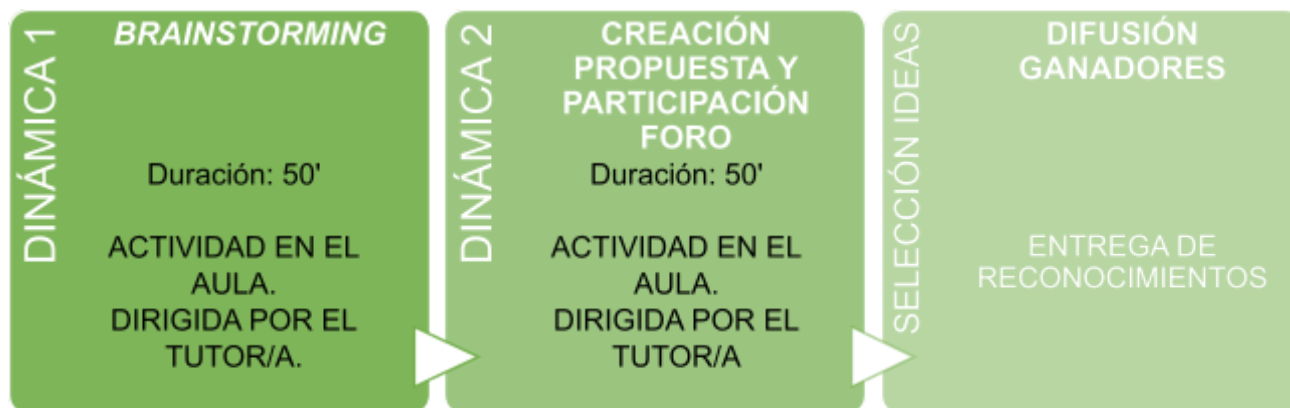 DINÁMICA 1
BRAINSTORMING
Duración: 50'
ACTIVIDAD EN EL
AULA.
DIRIGIDA POR EL
TUTOR/A.
DINÁMICA 2
CREACIÓN
PROPUESTA Y
PARTICIPACIÓN
FORO
Duración: 50'
ACTIVIDAD EN EL
AULA.
DIRIGIDA POR EL
TUTOR/A
SELECCIÓN IDEAS
DIFUSIÓN
GANADORES
ENTREGA DE
RECONOCIMIENTOS